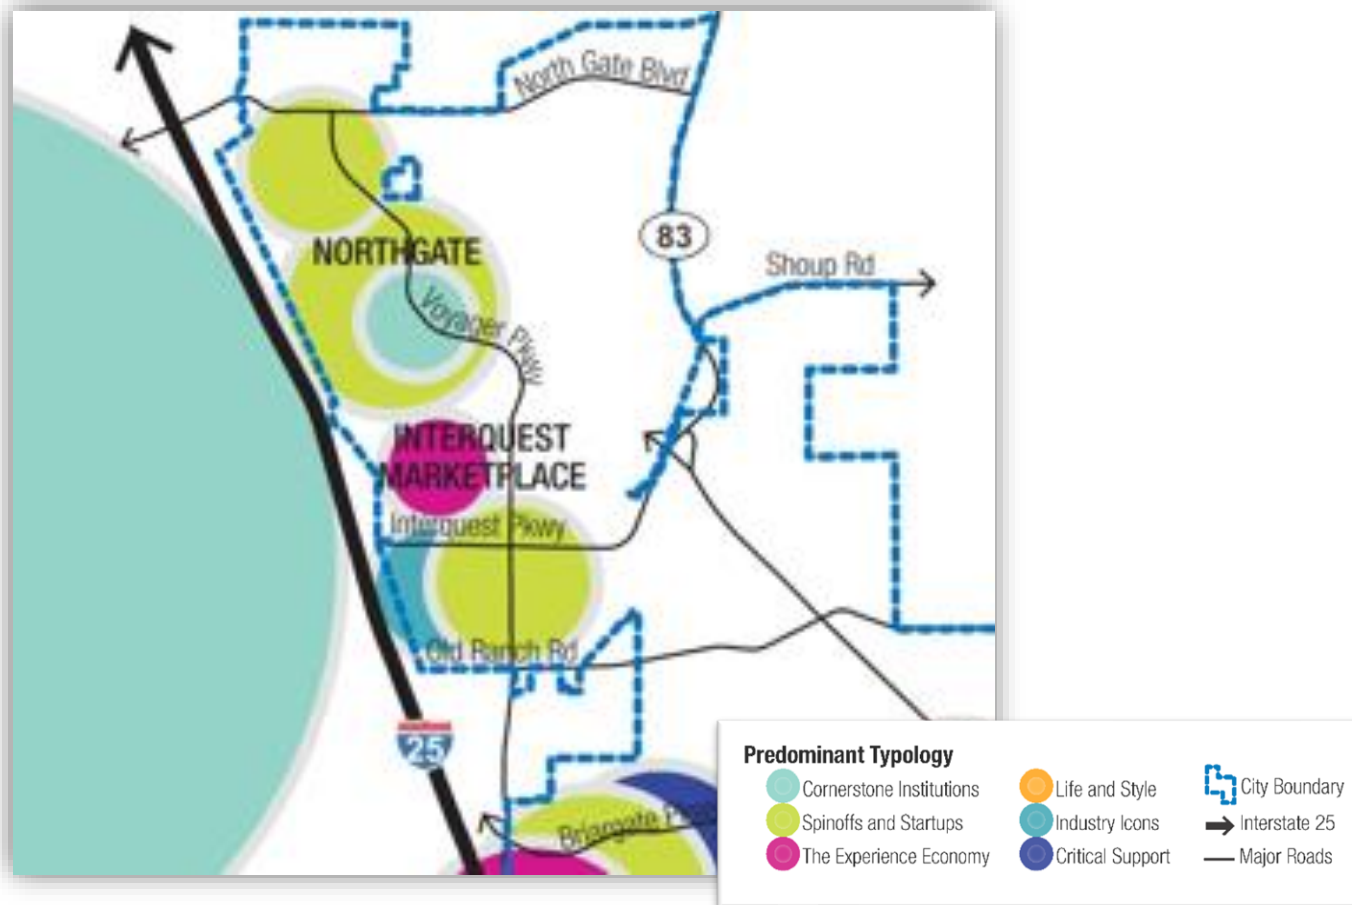 North Gate Blvd
83
NORTHGATE
Shoup Rd
Voyager Pkwy
INTERQUEST
MARKETPLACE
Interquest Pkwy
Old Ranch Rd
25
Briargate
Predominant Typology
Cornerstone Institutions
Spinoffs and Startups
The Experience Economy
Life and Style
Industry Icons
Critical Support
City Boundary
Interstate 25
Major Roads